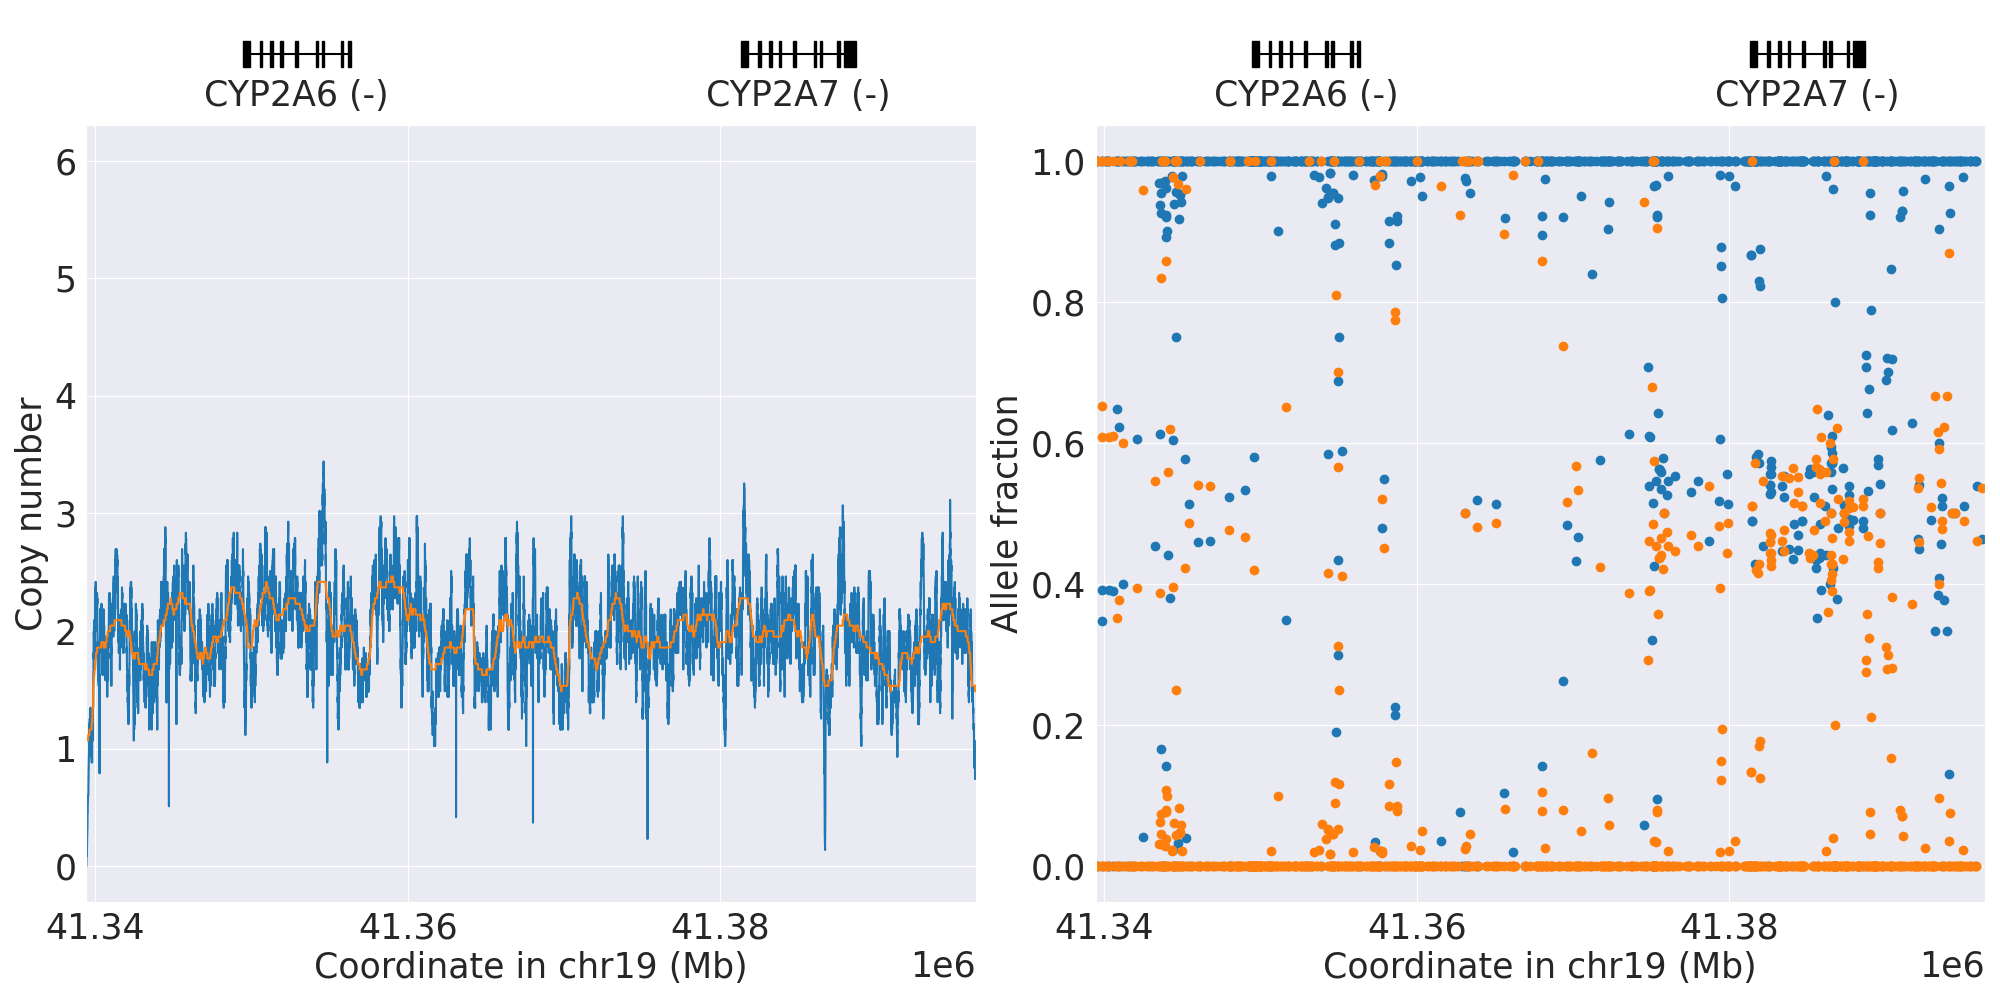 CYP2A6 (-) CYP2A7 (-)
6
5
4
3
2
1
0
Copy number
41.34 41.36 41.38
Coordinate in chr19 (Mb) 1e6
CYP2A6 (-) CYP2A7 (-)
1.0
0.8
0.6
0.4
0.2
0.0
Allele fraction
41.34 41.36 41.38
Coordinate in chr19 (Mb) 1e6